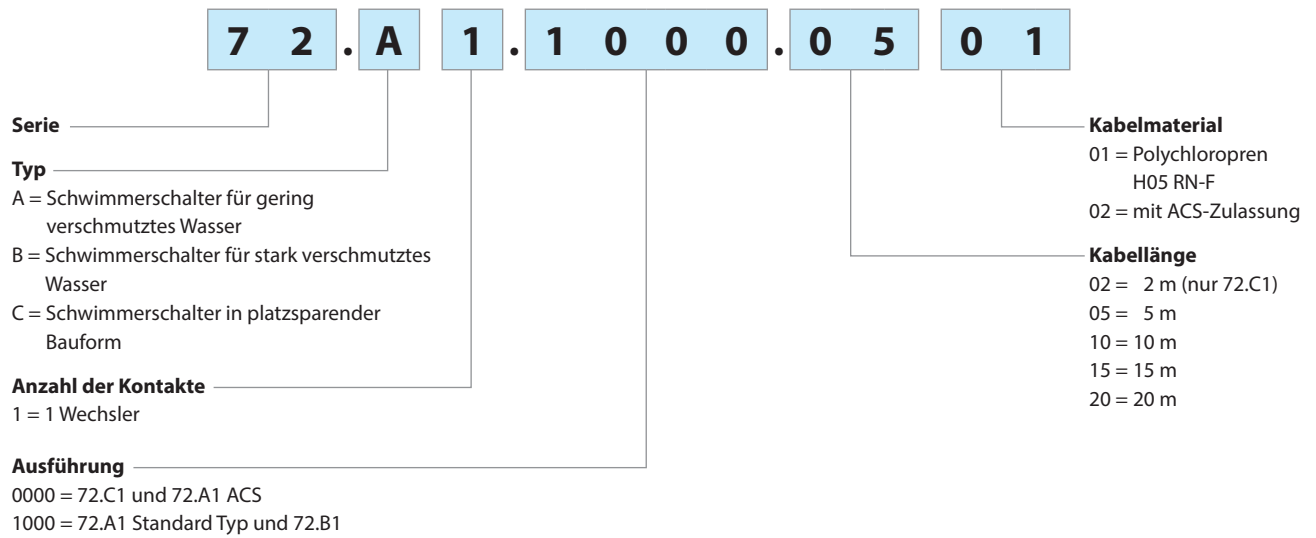 7 2 . A 1 . 1 0 0 0 . 0 5 0 1
Serie
Typ
A = Schwimmerschalter für gering
verschmutztes Wasser
B = Schwimmerschalter für stark verschmutztes
Wasser
C = Schwimmerschalter in platzsparender
Bauform
Anzahl der Kontakte
1 = 1 Wechsler
Ausführung
0000 = 72.C1 und 72.A1 ACS
1000 = 72.A1 Standard Typ und 72.B1
Kabelmaterial
01 = Polychloropren
H05 RN-F
02 = mit ACS-Zulassung
Kabellänge
02 = 2 m (nur 72.C1)
05 = 5 m
10 = 10 m
15 = 15 m
20 = 20 m